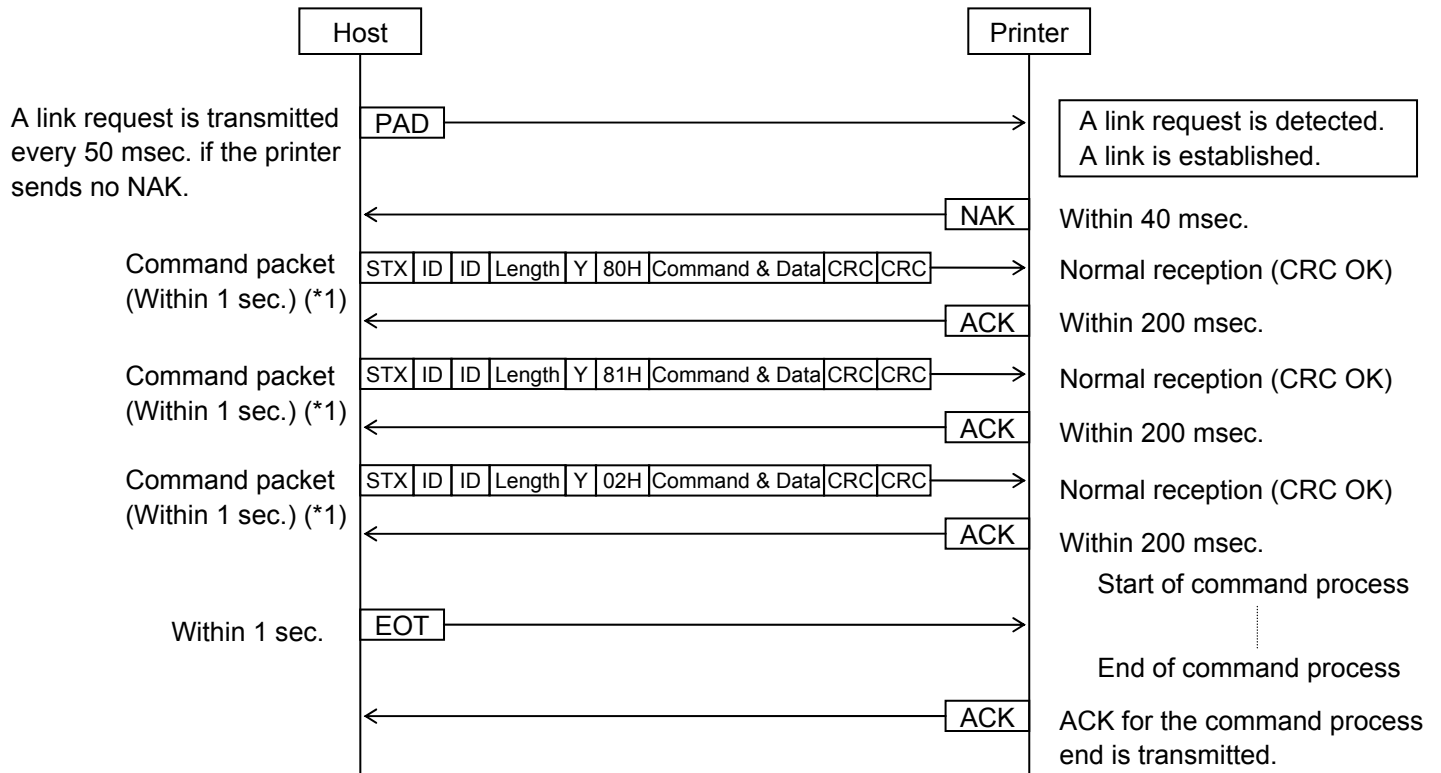 Host
Printer
A link request is transmitted
every 50 msec. if the printer
sends no NAK.
PAD
A link request is detected.
A link is established.
NAK
Within 40 msec.
Command packet
(Within 1 sec.) (*1)
STX ID ID Length Y 80H Command & Data CRC CRC
Normal reception (CRC OK)
ACK
Within 200 msec.
Command packet
(Within 1 sec.) (*1)
STX ID ID Length Y 81H Command & Data CRC CRC
Normal reception (CRC OK)
ACK
Within 200 msec.
Command packet
(Within 1 sec.) (*1)
STX ID ID Length Y 02H Command & Data CRC CRC
Normal reception (CRC OK)
ACK
Within 200 msec.
Start of command process
Within 1 sec.
EOT
End of command process
ACK
ACK for the command process
end is transmitted.